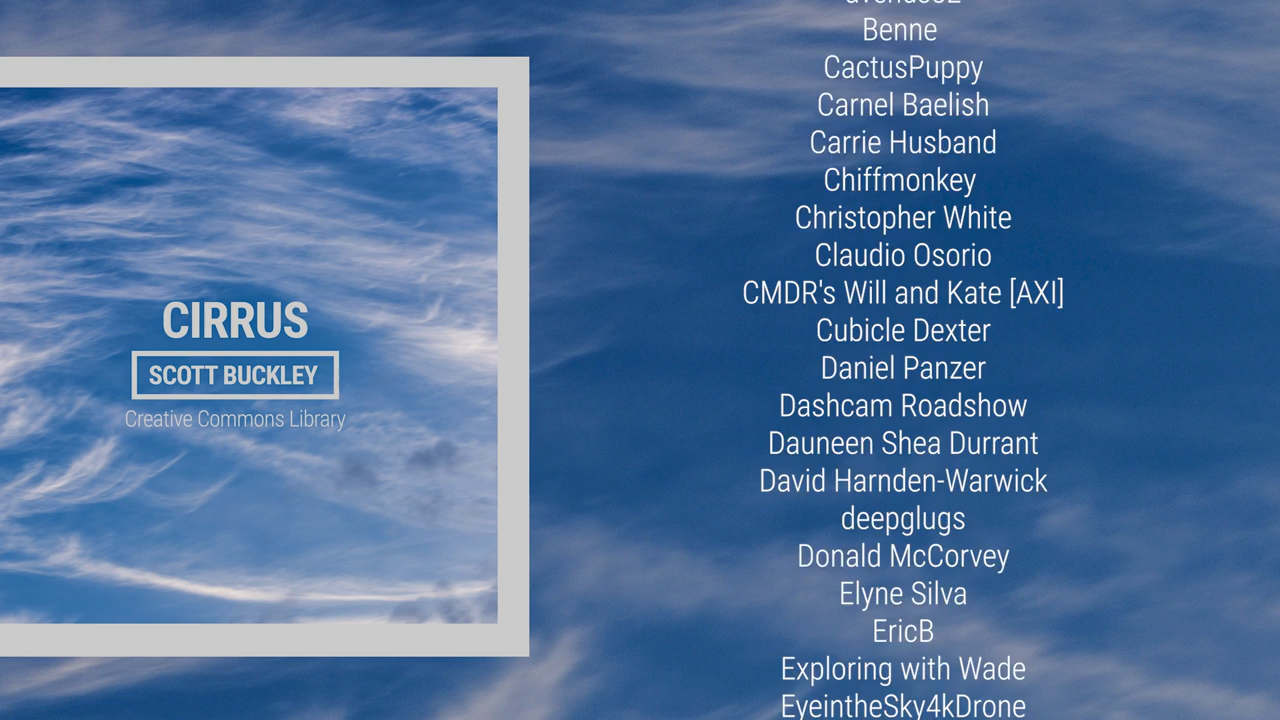 CIRRUS
SCOTT BUCKLEY
Creative Commons Library
Benne
CactusPuppy
Carnel Baelish
Carrie Husband
Chiffmonkey
Christopher White
Claudio Osorio
CMDR's Will and Kate [AXI]
Cubicle Dexter
Daniel Panzer
Dashcam Roadshow
Dauneen Shea Durrant
David Harnden-Warwick
deepglugs
Donald McCorvey
Elyne Silva
EricB
Exploring with Wade
EyeintheSky4kDrone